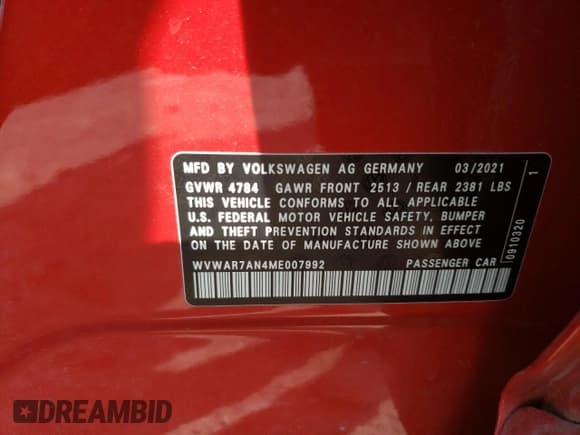 MFD BY VOLKSWAGEN AG GERMANY 03/2021
GVWR 4784 GAWR FRONT 2513 / REAR 2381 LBS
THIS VEHICLE CONFORMS TO ALL APPLICABLE
U.S. FEDERAL MOTOR VEHICLE SAFETY, BUMPER
AND THEFT PREVENTION STANDARDS IN EFFECT
ON THE DATE OF MANUFACTURE SHOWN ABOVE
WVWAR7AN4ME007992 PASSENGER CAR
0910320 1
DREAMBID